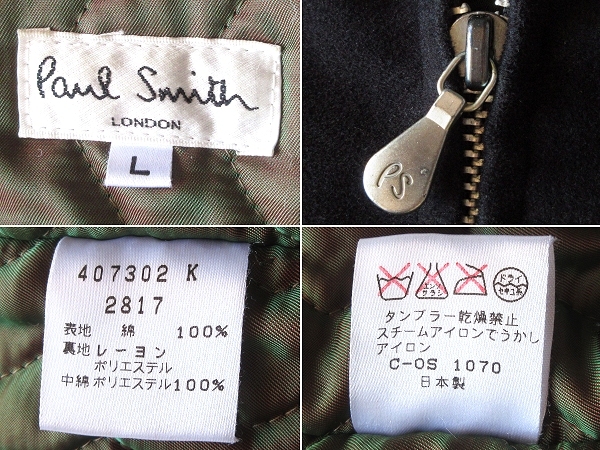 Paul Smith
LONDON
L
PS
407302 K
2817
表地 綿 100%
裏地 レーヨン
ポリエステル
中綿 ポリエステル 100%
エンソ
サラシ
ドライ
セキユ系
タンブラー乾燥禁止
スチームアイロンでうかし
アイロン
C-OS 1070
日本製